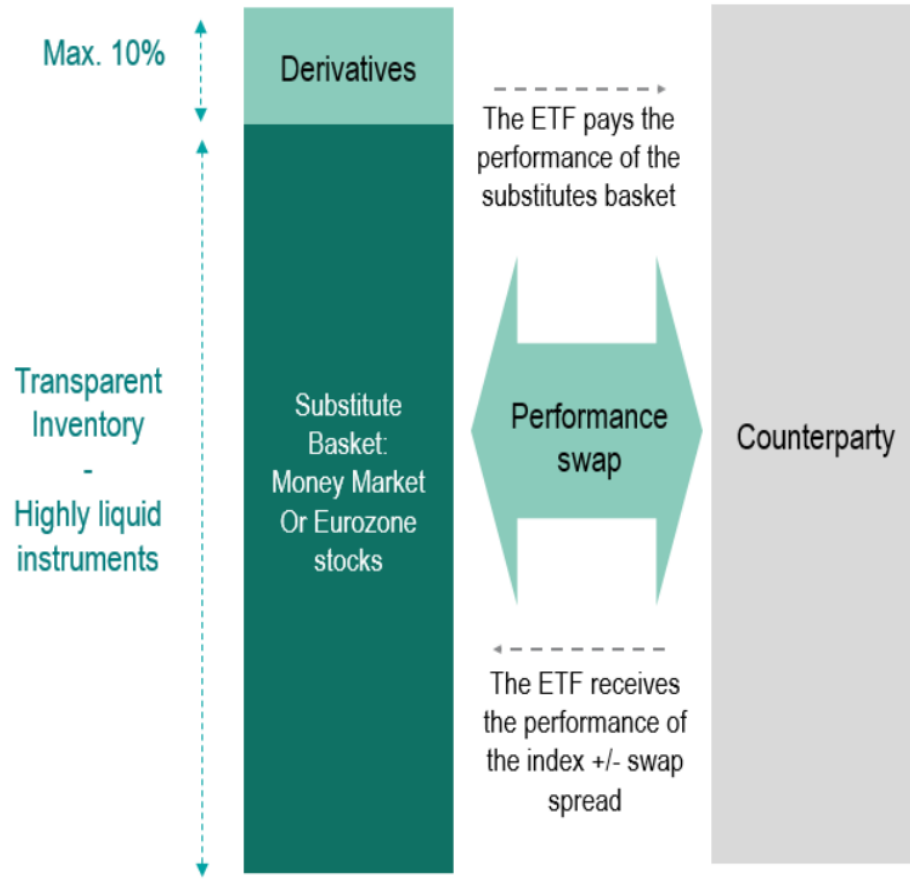 Max. 10%
Derivatives
The ETF pays the
performance of the
substitutes basket
Transparent
Inventory
-
Highly liquid
instruments
Substitute
Basket:
Money Market
Or Eurozone
stocks
Performance
swap
Counterparty
The ETF receives
the performance of
the index +/- swap
spread